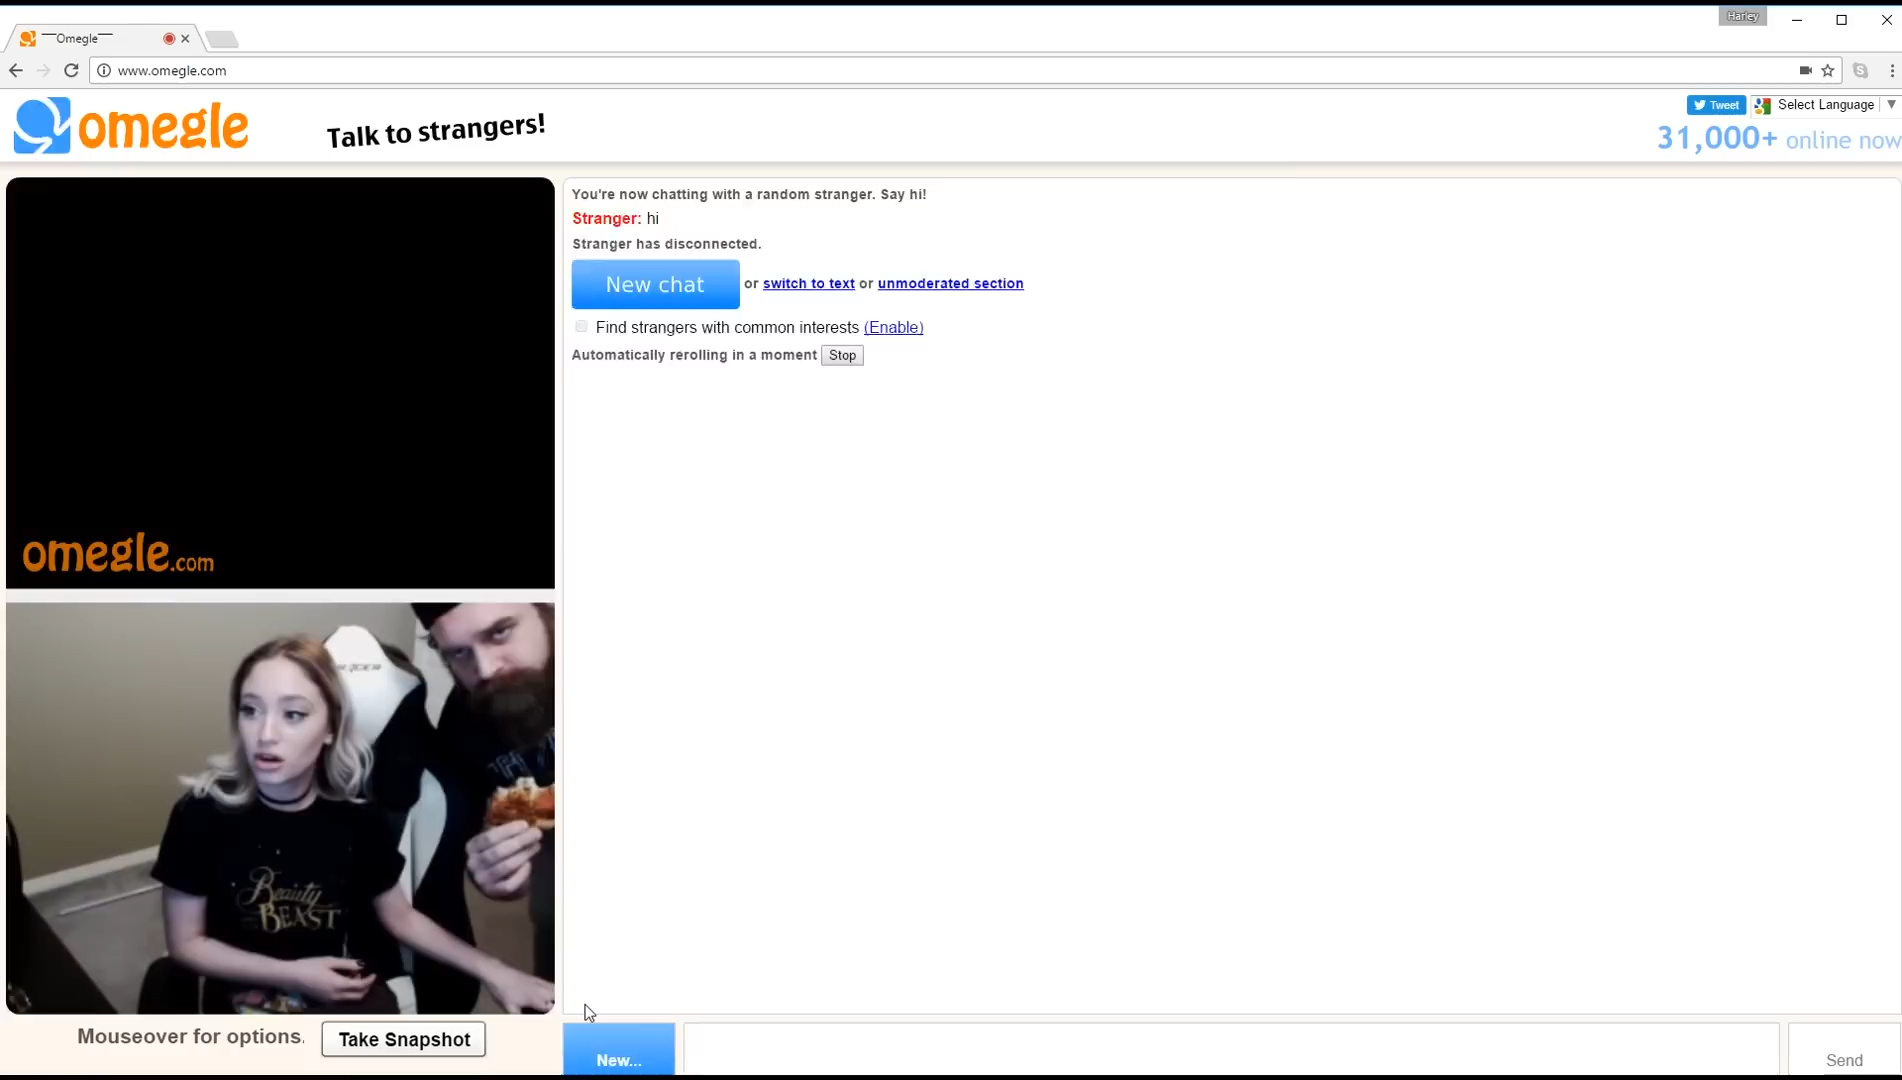 Harley
Omegle
www.omegle.com
omegle
Talk to strangers!
Tweet
Select Language
31,000+ online now
You're now chatting with a random stranger. Say hi!
Stranger: hi
Stranger has disconnected.
New chat or switch to text or unmoderated section
Find strangers with common interests (Enable)
Automatically rerolling in a moment Stop
omegle.com
Beauty
BEAST
Mouseover for options.
Take Snapshot
New...
Send